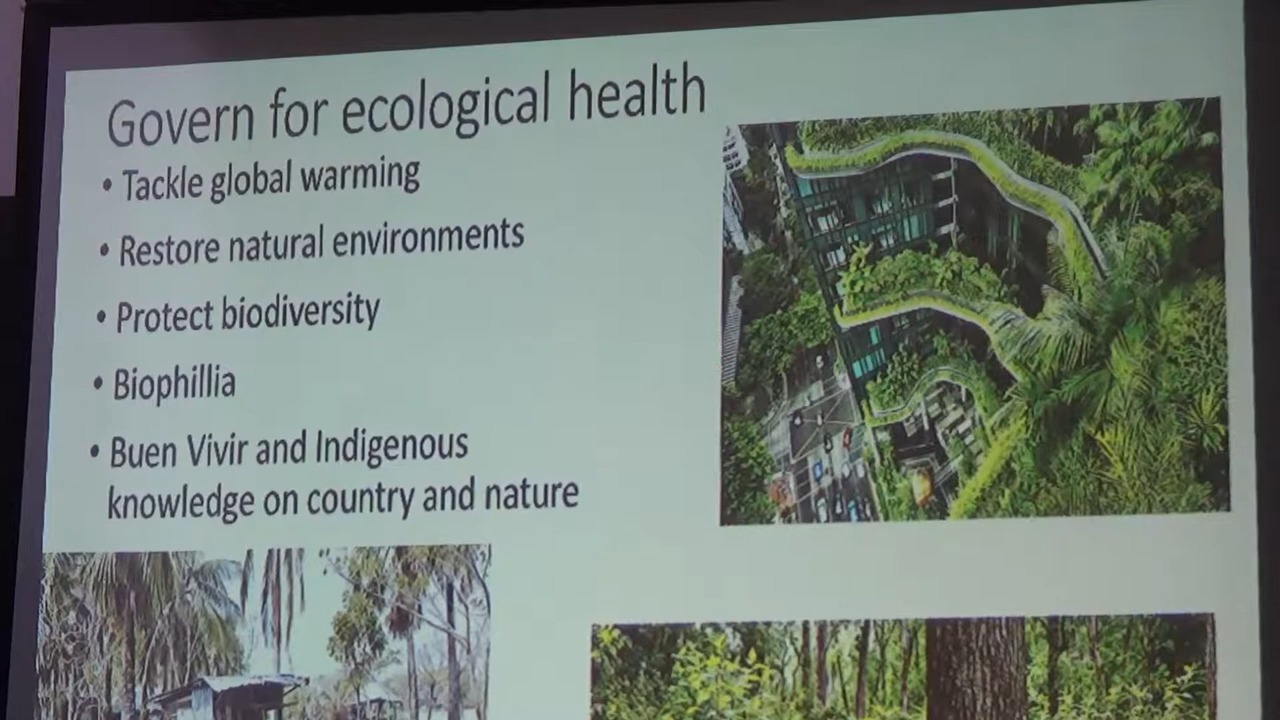 Govern for ecological health
• Tackle global warming
• Restore natural environments
• Protect biodiversity
• Biophillia
• Buen Vivir and Indigenous
knowledge on country and nature